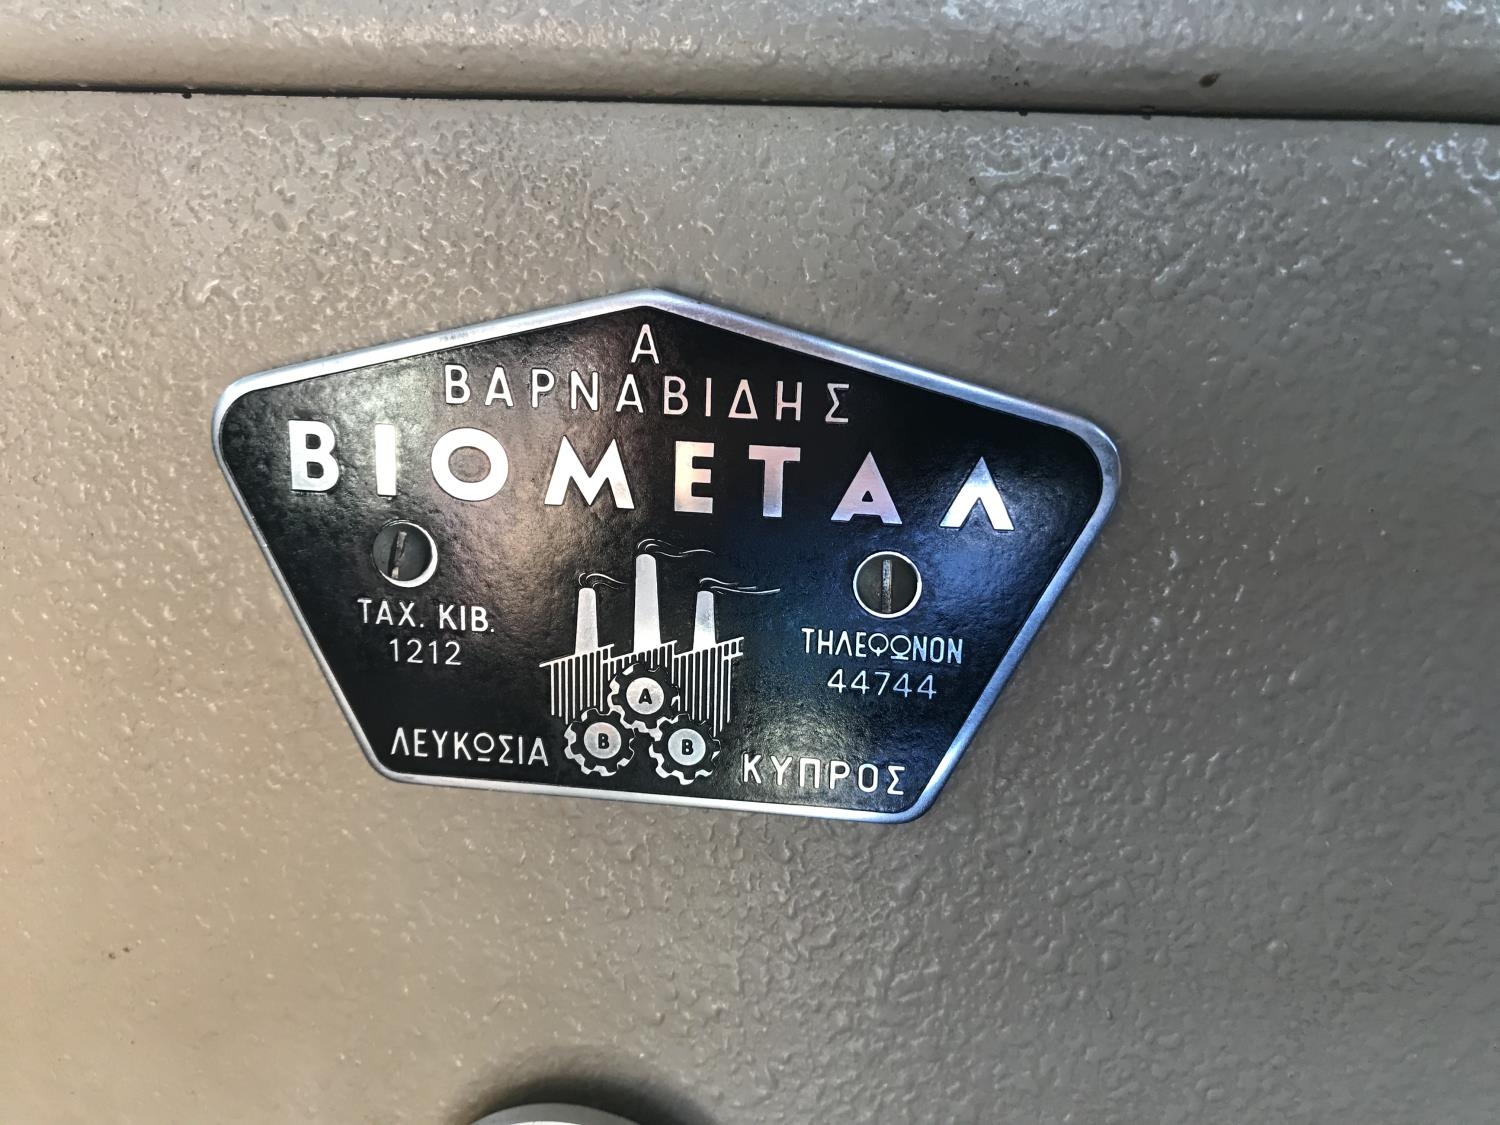 Α
ΒΑΡΝΑΒΙΔΗΣ
ΒΙΟΜΕΤΑΛ
ΤΑΧ. ΚΙΒ.
1212
ΤΗΛΕΦΩΝΟΝ
44744
Α
Β Β
ΛΕΥΚΩΣΙΑ ΚΥΠΡΟΣ